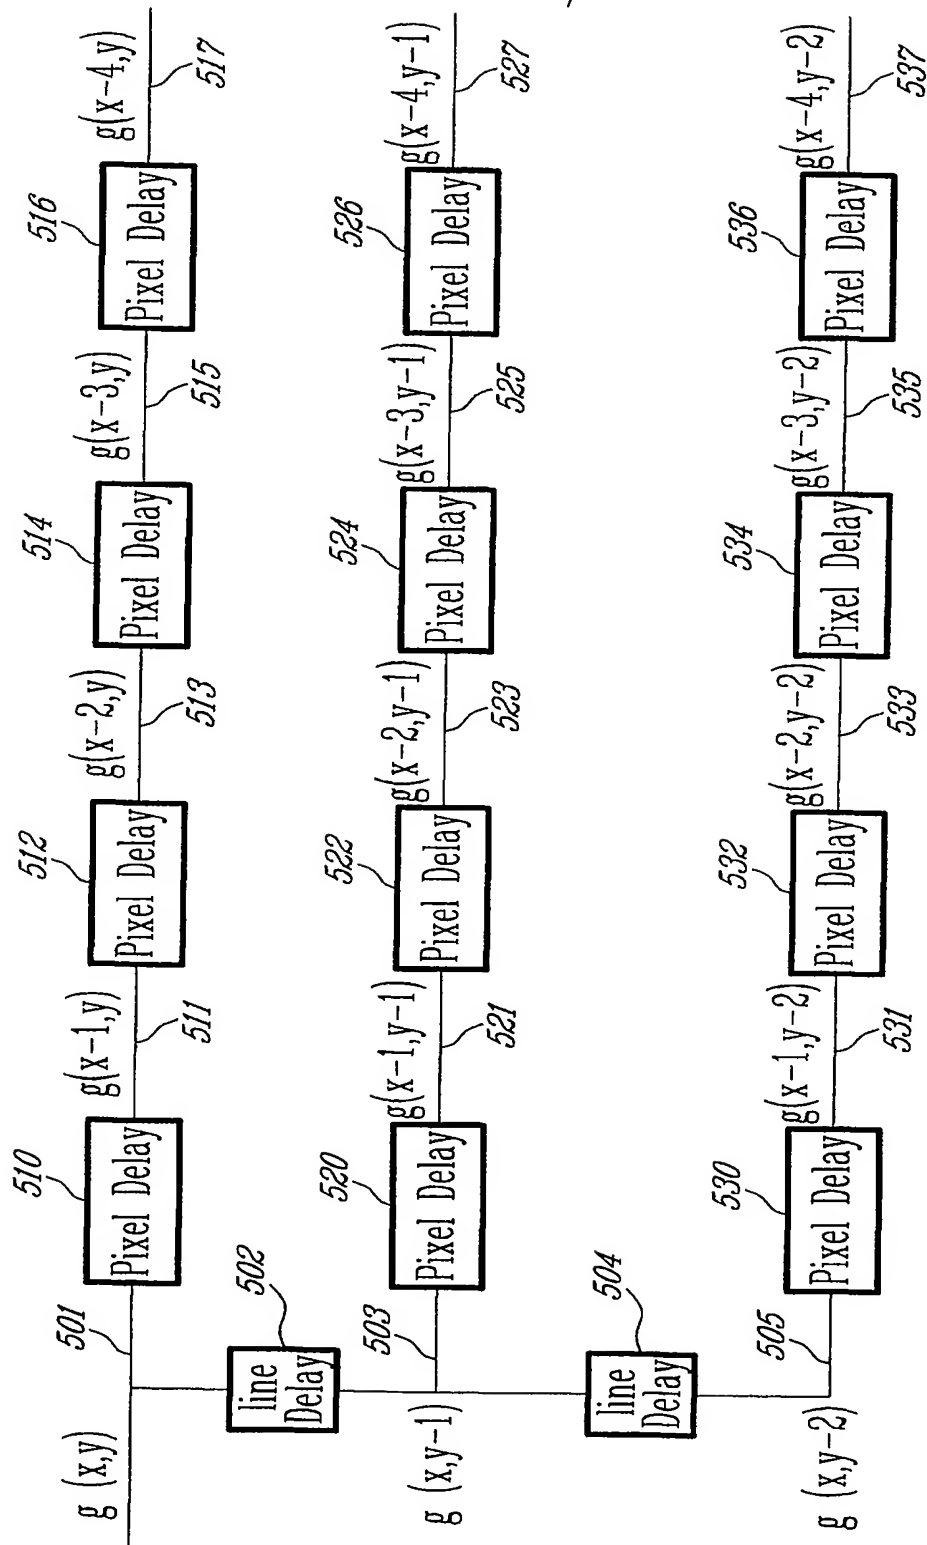 516
514
512
510
g(x-4,y)
Pixel Delay
g(x-3,y)
Pixel Delay
g(x-2,y)
Pixel Delay
g(x-1,y)
Pixel Delay
501
g (x,y)
517
515
513
511
502
line
Delay
526
524
522
520
g(x-4,y-1)
Pixel Delay
g(x-3,y-1)
Pixel Delay
g(x-2,y-1)
Pixel Delay
g(x-1,y-1)
Pixel Delay
503
g (x,y-1)
527
525
523
521
504
line
Delay
536
534
532
530
g(x-4,y-2)
Pixel Delay
g(x-3,y-2)
Pixel Delay
g(x-2,y-2)
Pixel Delay
g(x-1,y-2)
Pixel Delay
505
g (x,y-2)
537
535
533
531